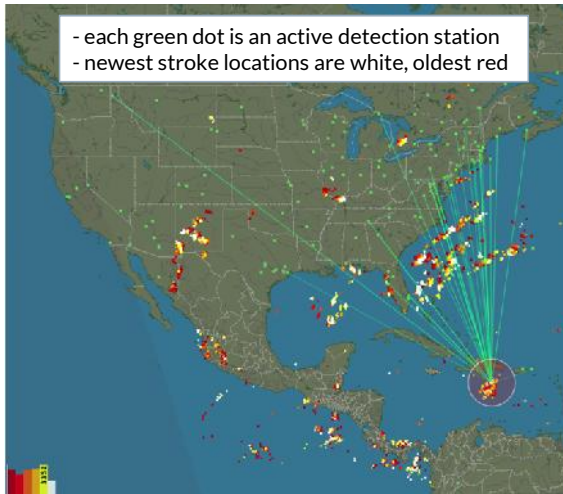 - each green dot is an active detection station
- newest stroke locations are white, oldest red